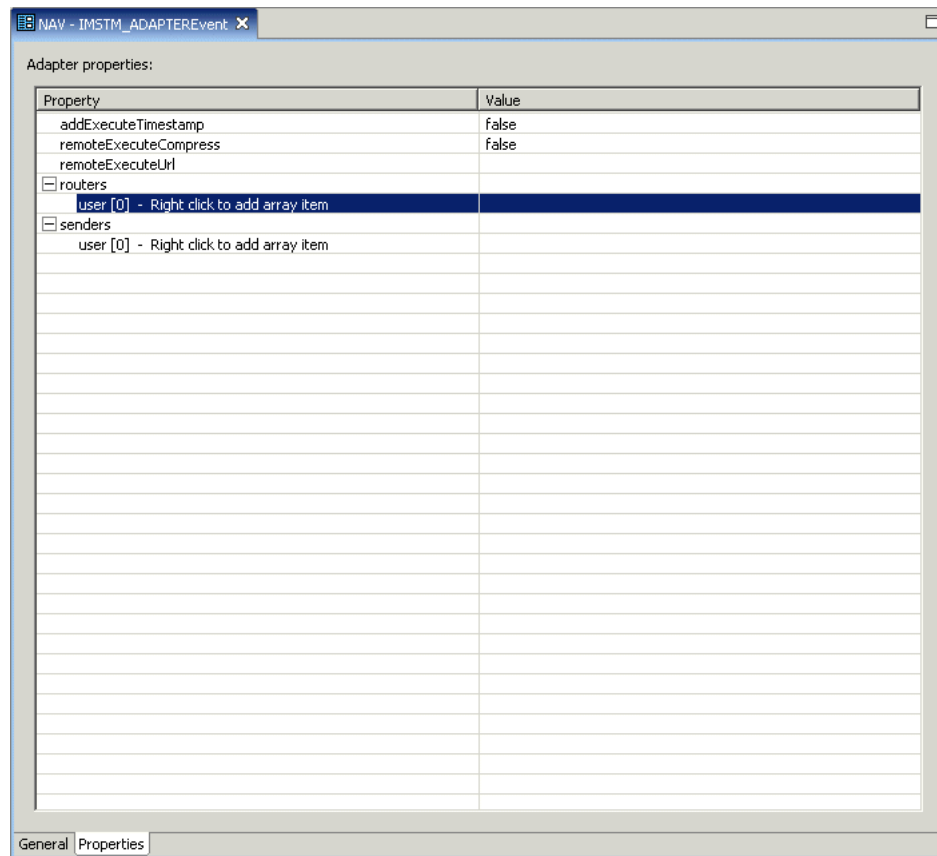 NAV - IMSTM_ADAPTEREvent
Adapter properties:
Property Value
addExecuteTimestamp false
remoteExecuteCompress false
remoteExecuteUrl
routers
user [0] - Right click to add array item
senders
user [0] - Right click to add array item
General Properties